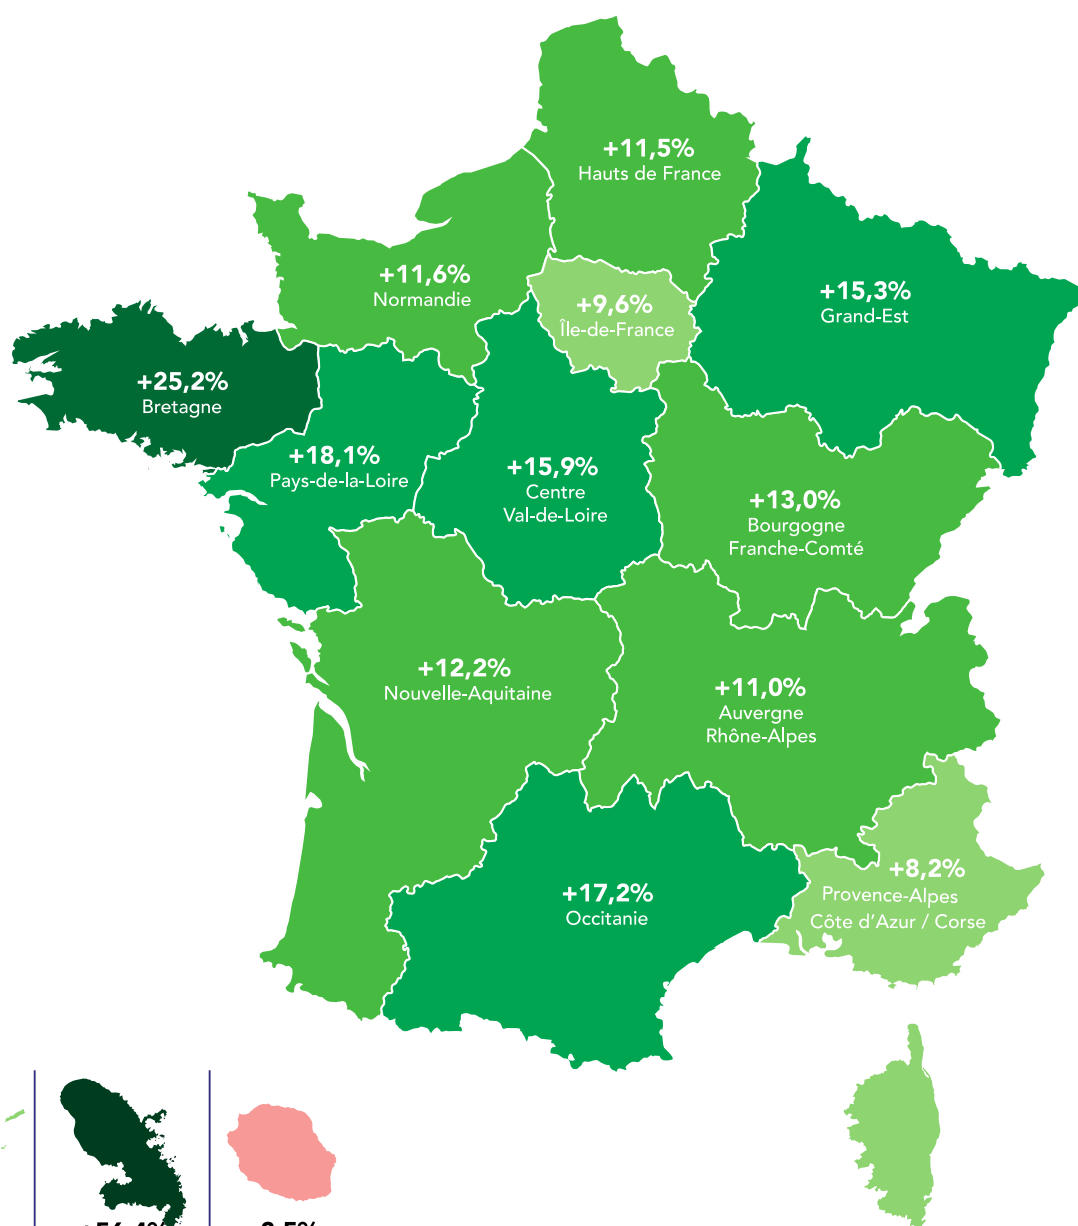 +11,5%
Hauts de France
+11,6%
Normandie
+9,6%
Île-de-France
+15,3%
Grand-Est
+25,2%
Bretagne
+18,1%
Pays-de-la-Loire
+15,9%
Centre
Val-de-Loire
+13,0%
Bourgogne
Franche-Comté
+12,2%
Nouvelle-Aquitaine
+11,0%
Auvergne
Rhône-Alpes
+17,2%
Occitanie
+8,2%
Provence-Alpes
Côte d’Azur / Corse